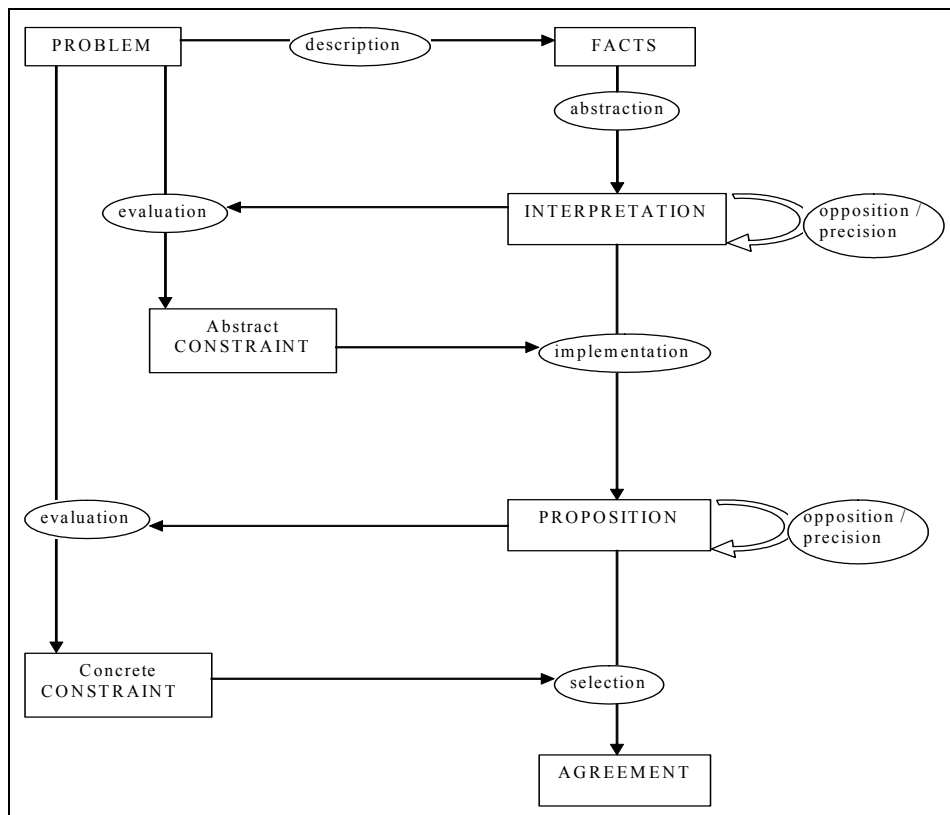 PROBLEM
description
FACTS
abstraction
evaluation
INTERPRETATION
opposition /
precision
Abstract
CONSTRAINT
implementation
evaluation
PROPOSITION
opposition /
precision
Concrete
CONSTRAINT
selection
AGREEMENT